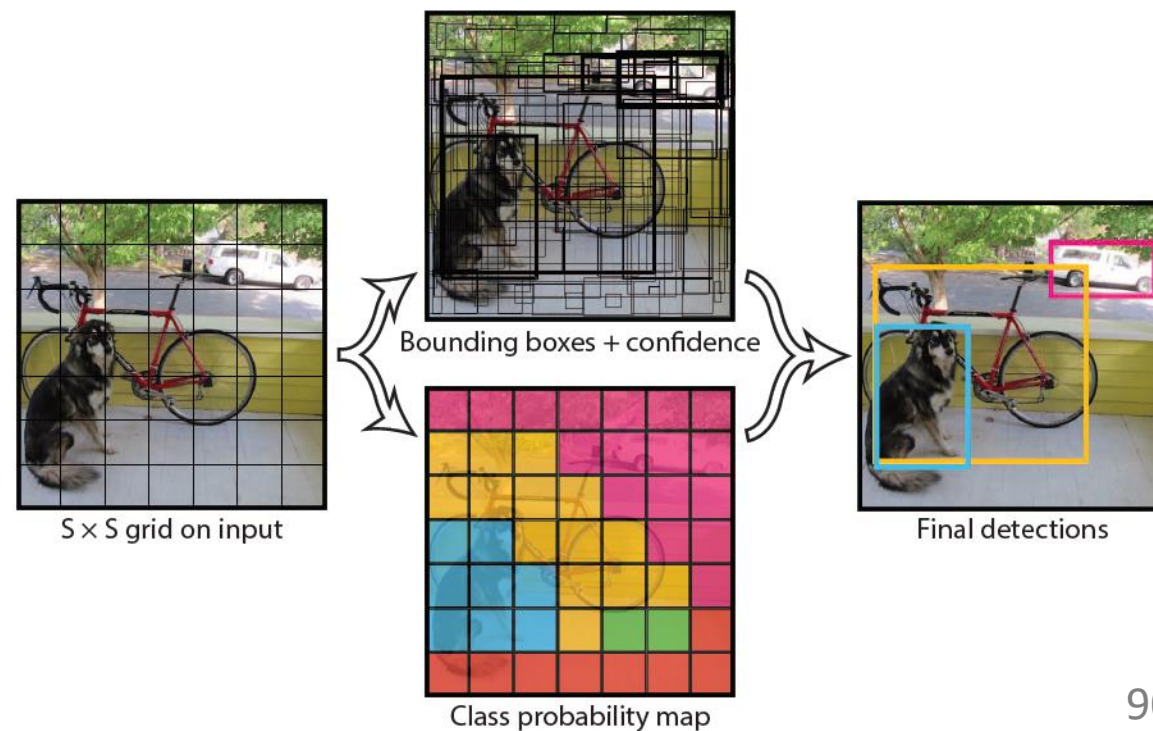 S × S grid on input
Bounding boxes + confidence
Class probability map
Final detections